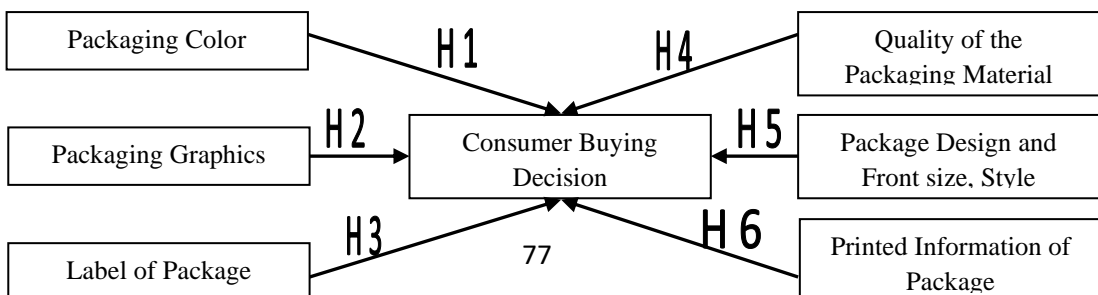 Packaging Color
H1
H4
Quality of the
Packaging Material
Packaging Graphics
H2
Consumer Buying
Decision
H5
Package Design and
Front size, Style
Label of Package
H3
77
H6
Printed Information of
Package